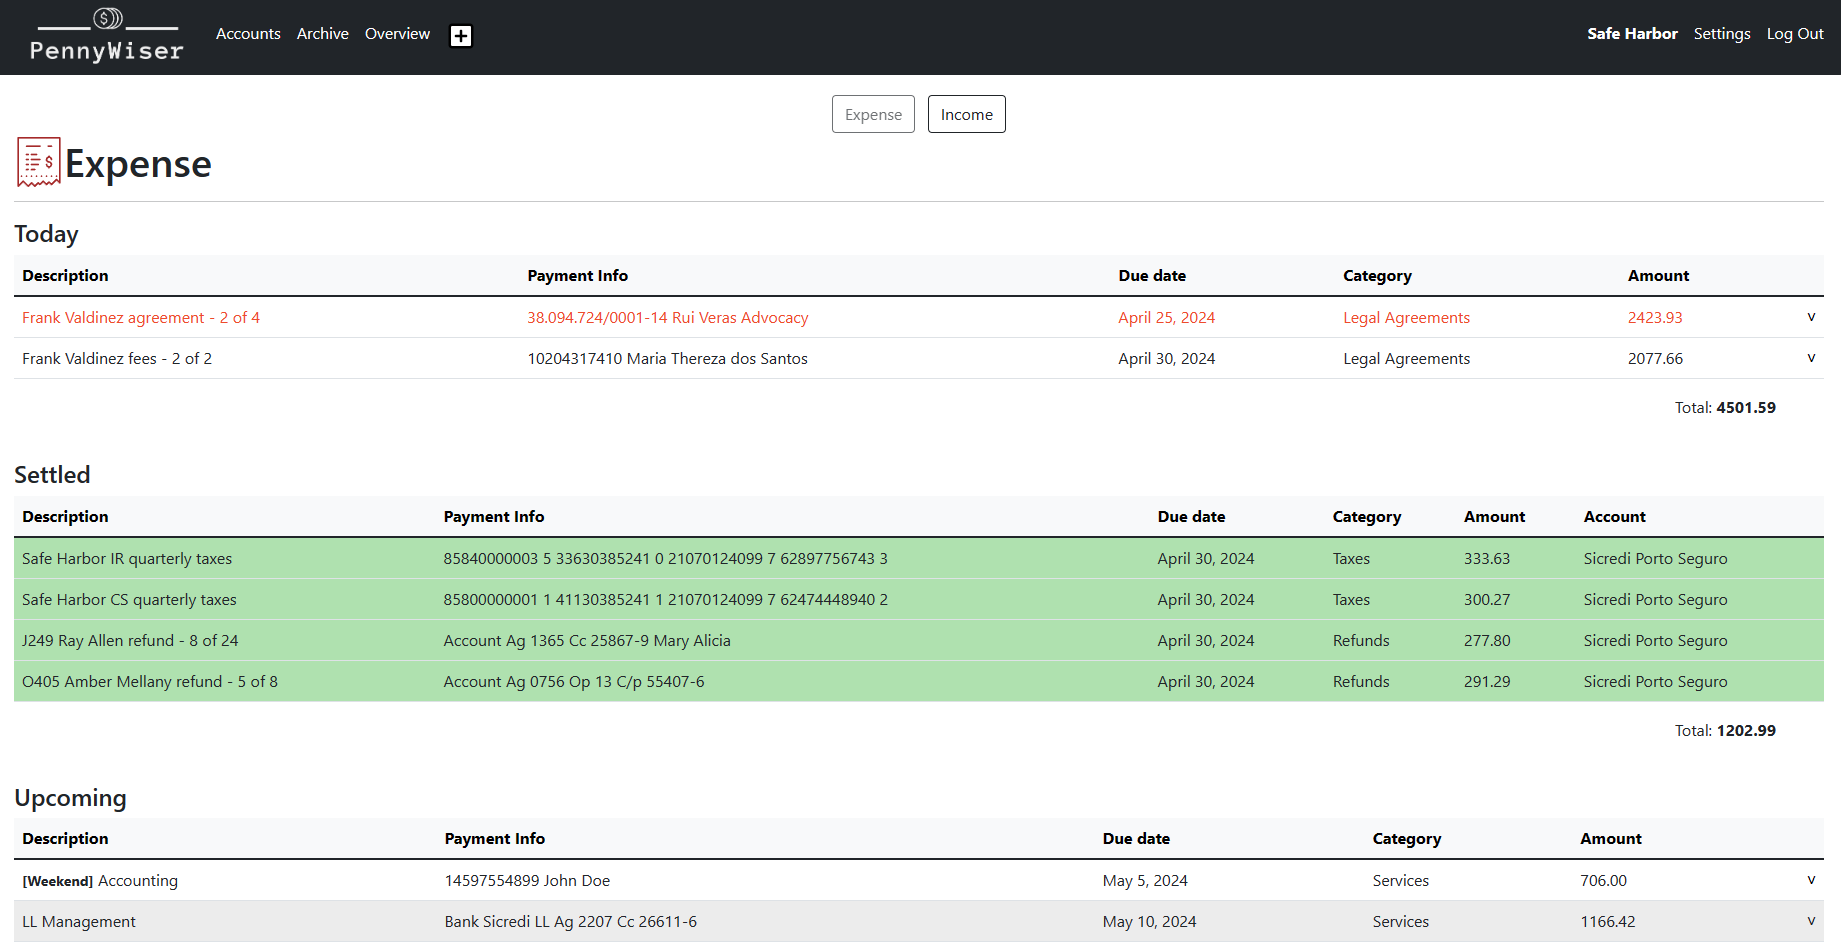 PennyWiser Accounts Archive Overview Safe Harbor Settings Log Out
Expense Income
Expense
Today
Description Payment Info Due date Category Amount
Frank Valdinez agreement - 2 of 4 38.094.724/0001-14 Rui Veras Advocacy April 25, 2024 Legal Agreements 2423.93 v
Frank Valdinez fees - 2 of 2 10204317410 Maria Thereza dos Santos April 30, 2024 Legal Agreements 2077.66 v
Total: 4501.59
Settled
Description Payment Info Due date Category Amount Account
Safe Harbor IR quarterly taxes 85840000003 5 33630385241 0 21070124099 7 62897756743 3 April 30, 2024 Taxes 333.63 Sicredi Porto Seguro
Safe Harbor CS quarterly taxes 85800000001 1 41130385241 1 21070124099 7 62474448940 2 April 30, 2024 Taxes 300.27 Sicredi Porto Seguro
J249 Ray Allen refund - 8 of 24 Account Ag 1365 Cc 25867-9 Mary Alicia April 30, 2024 Refunds 277.80 Sicredi Porto Seguro
O405 Amber Mellany refund - 5 of 8 Account Ag 0756 Op 13 C/p 55407-6 April 30, 2024 Refunds 291.29 Sicredi Porto Seguro
Total: 1202.99
Upcoming
Description Payment Info Due date Category Amount
[Weekend] Accounting 14597554899 John Doe May 5, 2024 Services 706.00 v
LL Management Bank Sicredi LL Ag 2207 Cc 26611-6 May 10, 2024 Services 1166.42 v